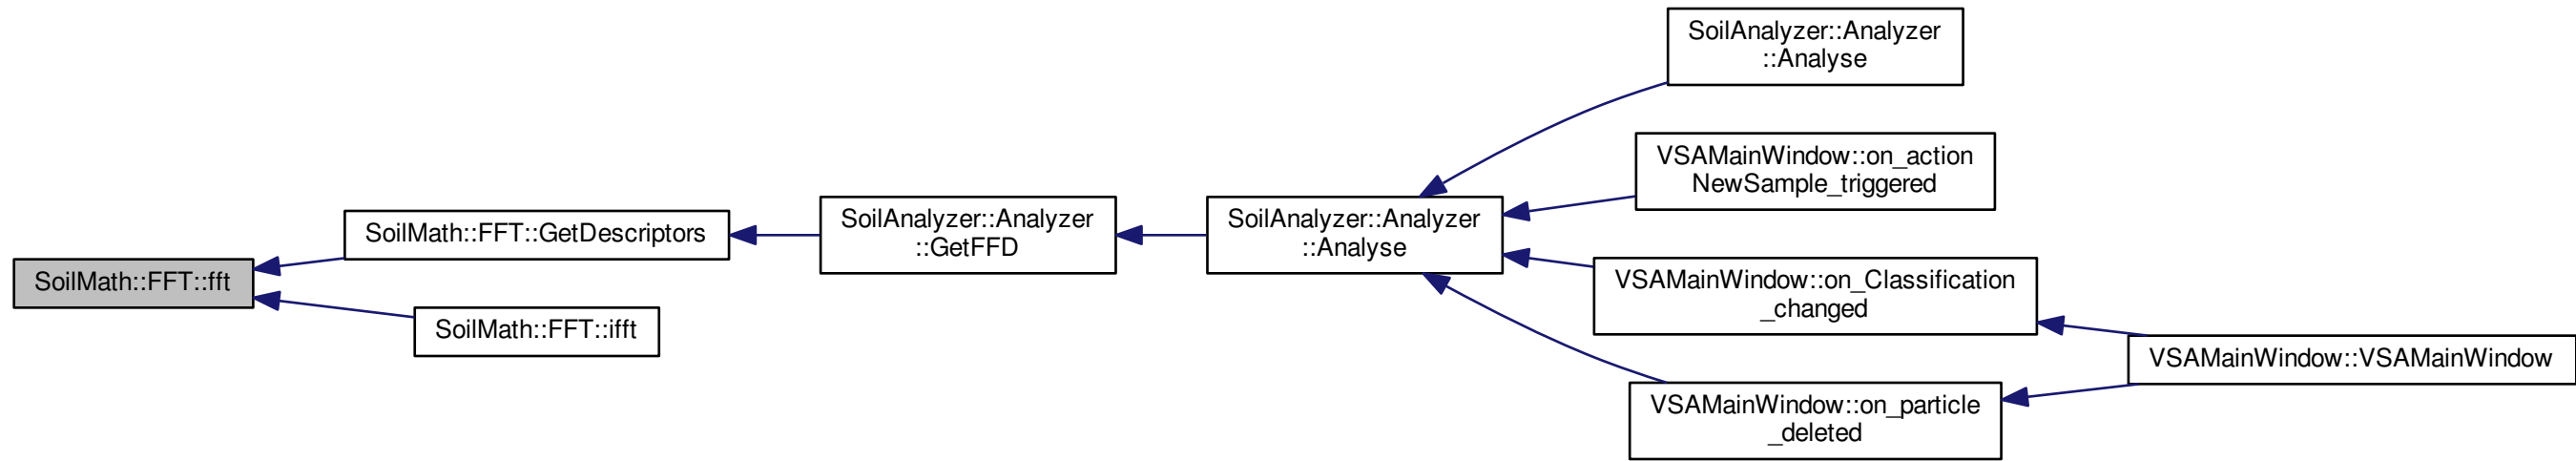 SoilMath::FFT::fft
SoilMath::FFT::GetDescriptors
SoilMath::FFT::ifft
SoilAnalyzer::Analyzer
::GetFFD
SoilAnalyzer::Analyzer
::Analyse
SoilAnalyzer::Analyzer
::Analyse
VSAMainWindow::on_action
NewSample_triggered
VSAMainWindow::on_Classification
_changed
VSAMainWindow::on_particle
_deleted
VSAMainWindow::VSAMainWindow